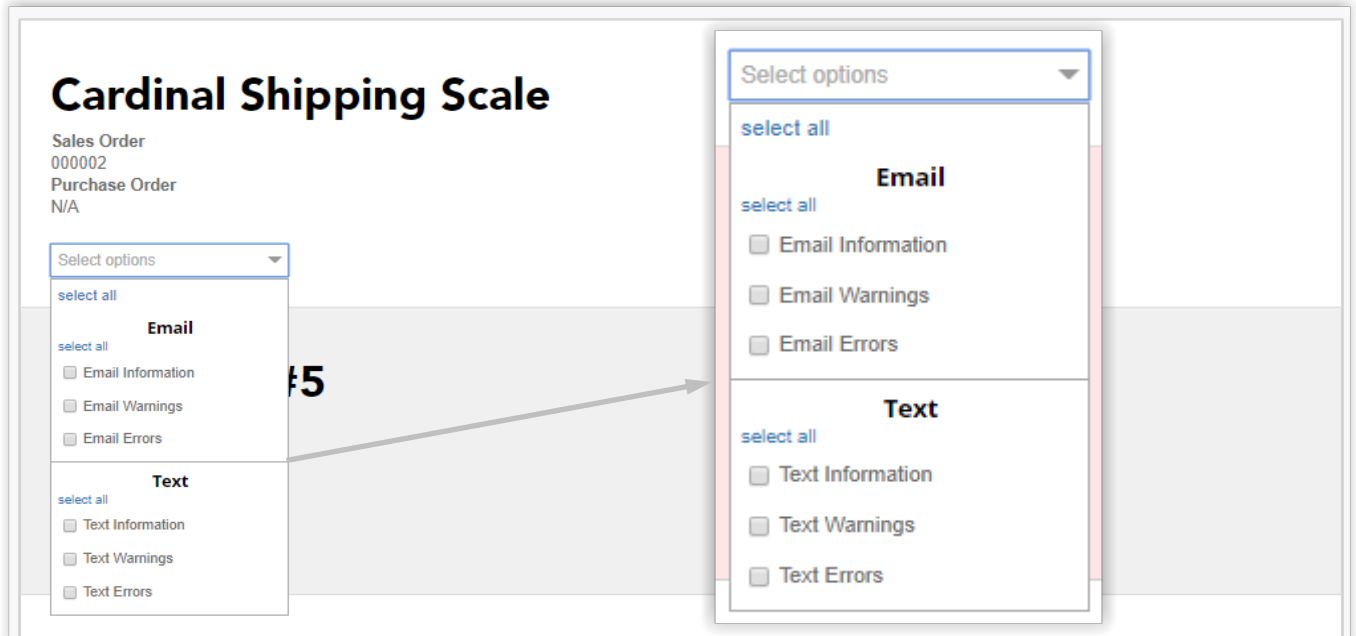 Cardinal Shipping Scale
Sales Order
000002
Purchase Order
N/A
Select options
select all
Email
select all
Email Information
Email Warnings
Email Errors
Text
select all
Text Information
Text Warnings
Text Errors
#5
Select options
select all
Email
select all
Email Information
Email Warnings
Email Errors
Text
select all
Text Information
Text Warnings
Text Errors